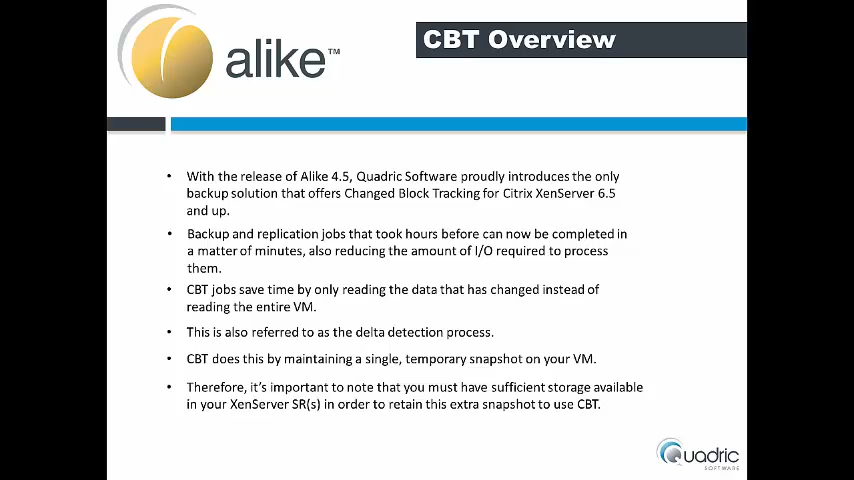 alike™
CBT Overview
• With the release of Alike 4.5, Quadric Software proudly introduces the only
backup solution that offers Changed Block Tracking for Citrix XenServer 6.5
and up.
• Backup and replication jobs that took hours before can now be completed in
a matter of minutes, also reducing the amount of I/O required to process
them.
• CBT jobs save time by only reading the data that has changed instead of
reading the entire VM.
• This is also referred to as the delta detection process.
• CBT does this by maintaining a single, temporary snapshot on your VM.
• Therefore, it's important to note that you must have sufficient storage available
in your XenServer SR(s) in order to retain this extra snapshot to use CBT.
Quadric
SOFTWARE